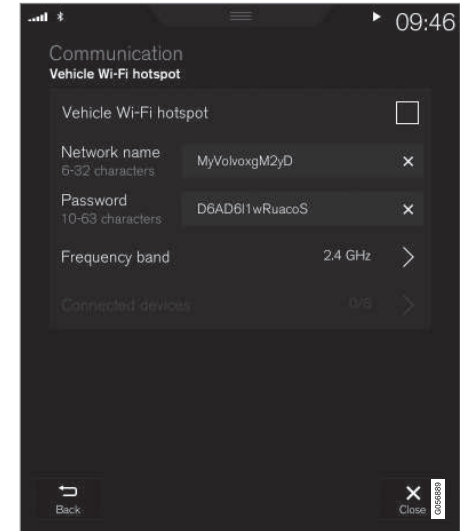 09:46
Communication
Vehicle Wi-Fi hotspot
Vehicle Wi-Fi hotspot
Network name
6-32 characters
MyVolvoxgM2yD
Password
10-63 characters
D6AD6l1wRuacoS
Frequency band
2.4 GHz
Connected devices
0/8
Back
Close
G056889